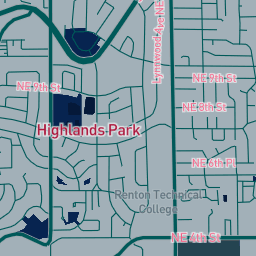 Lynnwood Ave NE
NE 9th St
NE 9th St
NE 8th St
Highlands Park
NE 6th Pl
Renton Technical
College
NE 4th St